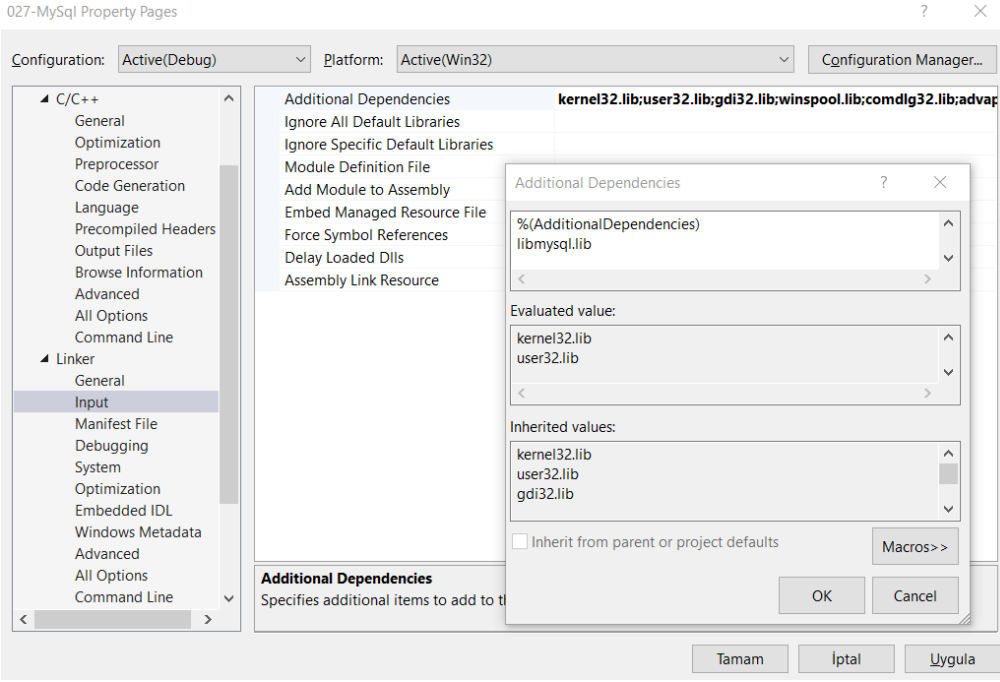 027-MySql Property Pages
Configuration: Active(Debug) Platform: Active(Win32) Configuration Manager...
C/C++
General
Optimization
Preprocessor
Code Generation
Language
Precompiled Headers
Output Files
Browse Information
Advanced
All Options
Command Line
Linker
General
Input
Manifest File
Debugging
System
Optimization
Embedded IDL
Windows Metadata
Advanced
All Options
Command Line
Additional Dependencies kernel32.lib;user32.lib;gdi32.lib;winspool.lib;comdlg32.lib;advap
Ignore All Default Libraries
Ignore Specific Default Libraries
Module Definition File
Add Module to Assembly
Embed Managed Resource File
Force Symbol References
Delay Loaded Dlls
Assembly Link Resource
Additional Dependencies
Specifies additional items to add to th
Additional Dependencies
%(AdditionalDependencies)
libmysql.lib
Evaluated value:
kernel32.lib
user32.lib
Inherited values:
kernel32.lib
user32.lib
gdi32.lib
Inherit from parent or project defaults
Macros>>
OK Cancel
Tamam İptal Uygula